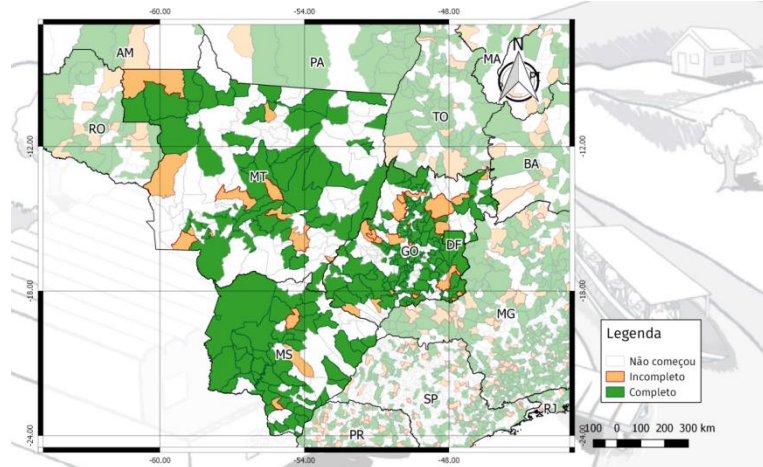 -60.00 -54.00 -48.00
N
AM
PA
MA
PI
RO
TO
-12.00 -12.00
BA
MT
GO
DF
-18.00 -18.00
MG
MS
SP
RJ
PR
-24.00 -24.00
-60.00 -54.00 -48.00
Legenda
Não começou
Incompleto
Completo
100 0 100 200 300 km